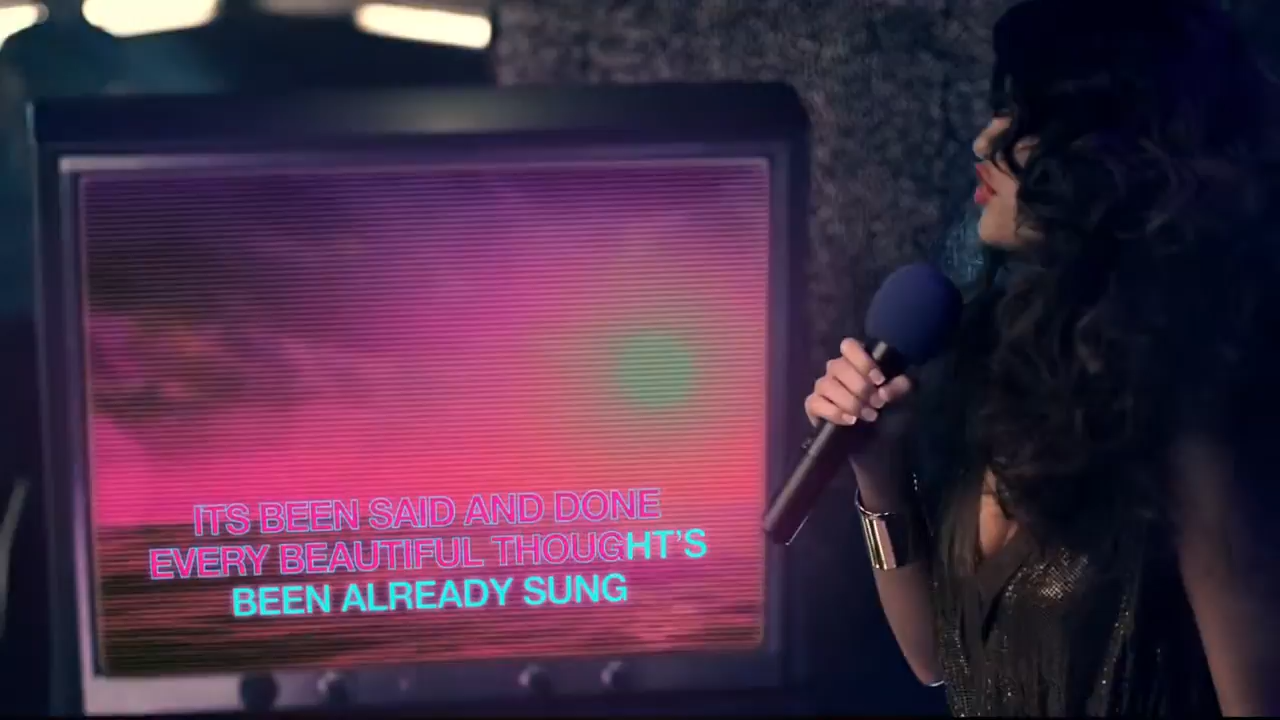 ITS BEEN SAID AND DONE
EVERY BEAUTIFUL THOUGHT'S
BEEN ALREADY SUNG